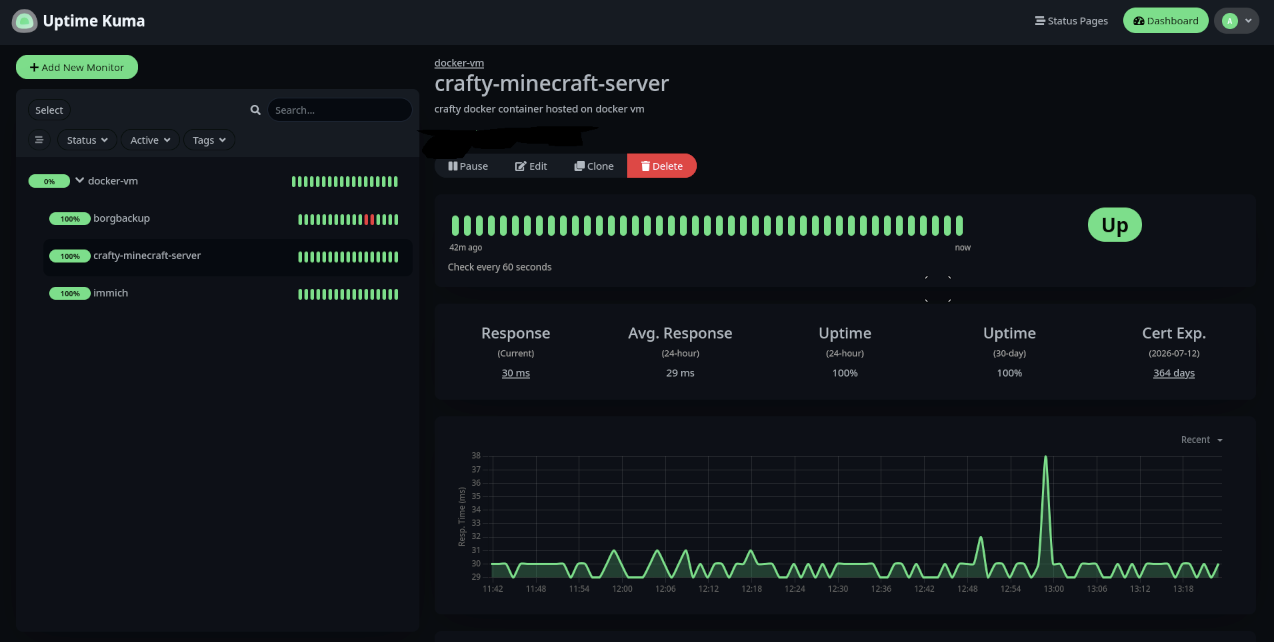 Uptime Kuma
Status Pages
Dashboard
A
Add New Monitor
Select
Search...
Status
Active
Tags
0% docker-vm
100% borgbackup
100% crafty-minecraft-server
100% immich
docker-vm
crafty-minecraft-server
crafty docker container hosted on docker vm
Pause Edit Clone Delete
42m ago now
Check every 60 seconds
Up
Response
(Current)
30 ms
Avg. Response
(24-hour)
29 ms
Uptime
(24-hour)
100%
Uptime
(30-day)
100%
Cert Exp.
(2026-07-12)
364 days
Recent
Resp. Time (ms)
38
37
36
35
34
33
32
31
30
29
11:42 11:48 11:54 12:00 12:06 12:12 12:18 12:24 12:30 12:36 12:42 12:48 12:54 13:00 13:06 13:12 13:18